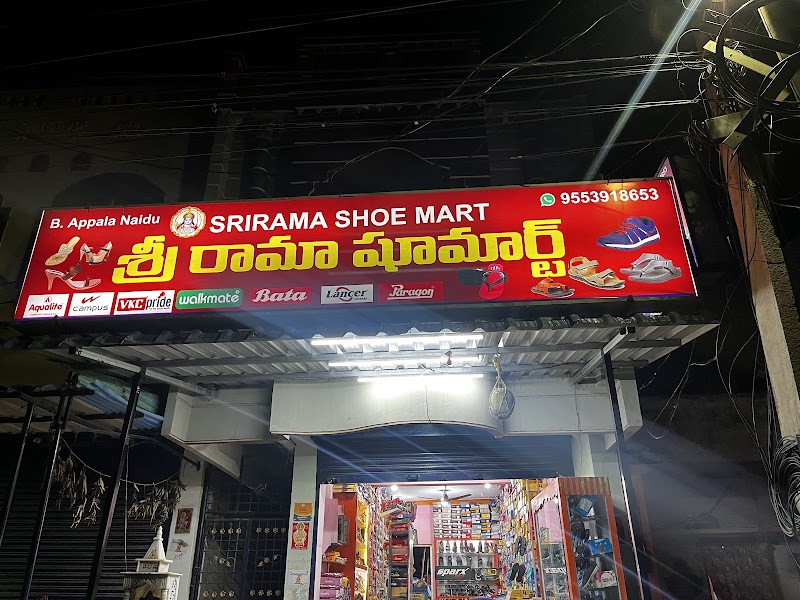 B. Appala Naidu
SRIRAMA SHOE MART
9553918653
శ్రీ రామా షూమార్ట్
Aqualite
campus
VKC pride
walkmate
Bata
Lancer
Paragon
sparx